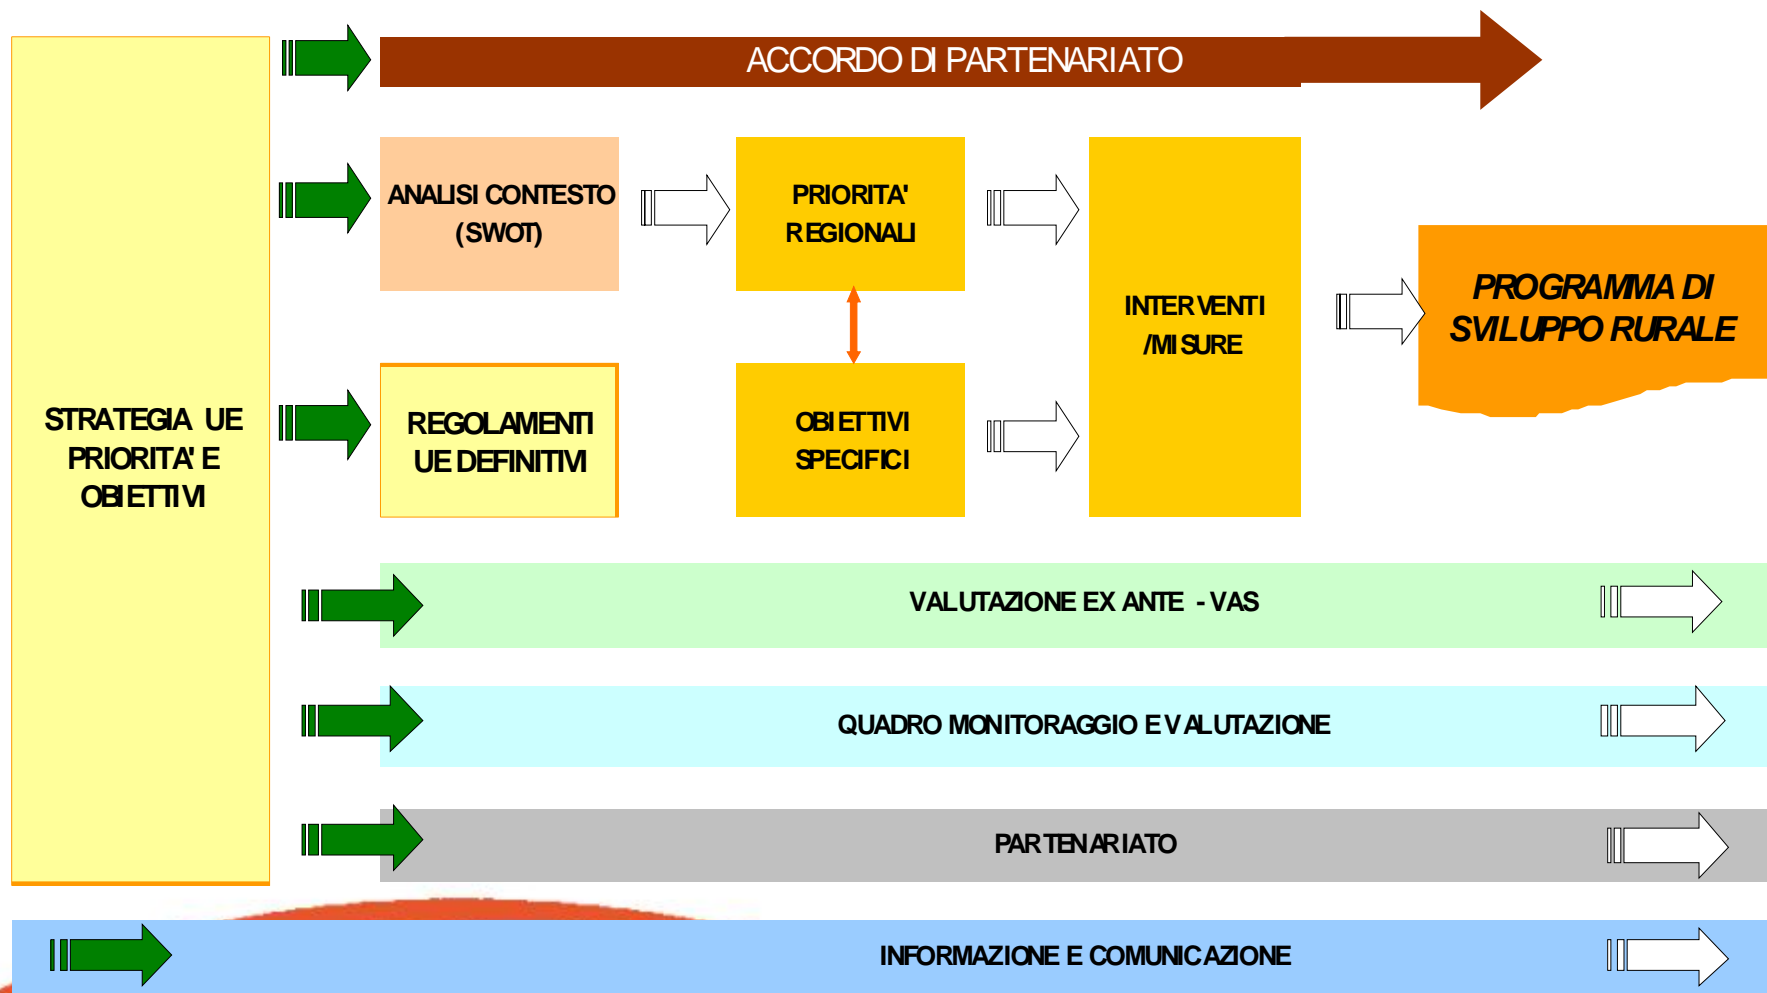 ACCORDO DI PARTENARIATO
ANALISI CONTESTO
(SWOT)
PRIORITA'
REGIONALI
INTERVENTI
/MISURE
PROGRAMMA DI
SVILUPPO RURALE
STRATEGIA UE
PRIORITA' E
OBIETTIVI
REGOLAMENTI
UE DEFINITIVI
OBIETTIVI
SPECIFICI
VALUTAZIONE EX ANTE - VAS
QUADRO MONITORAGGIO E VALUTAZIONE
PARTENARIATO
INFORMAZIONE E COMUNICAZIONE